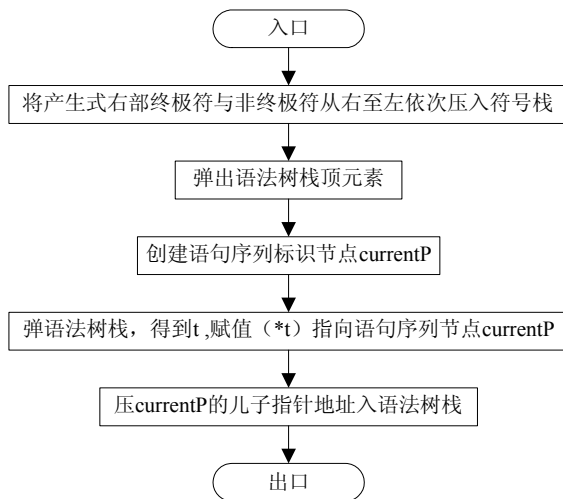 入口
将产生式右部终极符与非终极符从右至左依次压入符号栈
弹出语法树栈顶元素
创建语句序列标识节点currentP
弹语法树栈，得到t ,赋值（*t）指向语句序列节点currentP
压currentP的儿子指针地址入语法树栈
出口